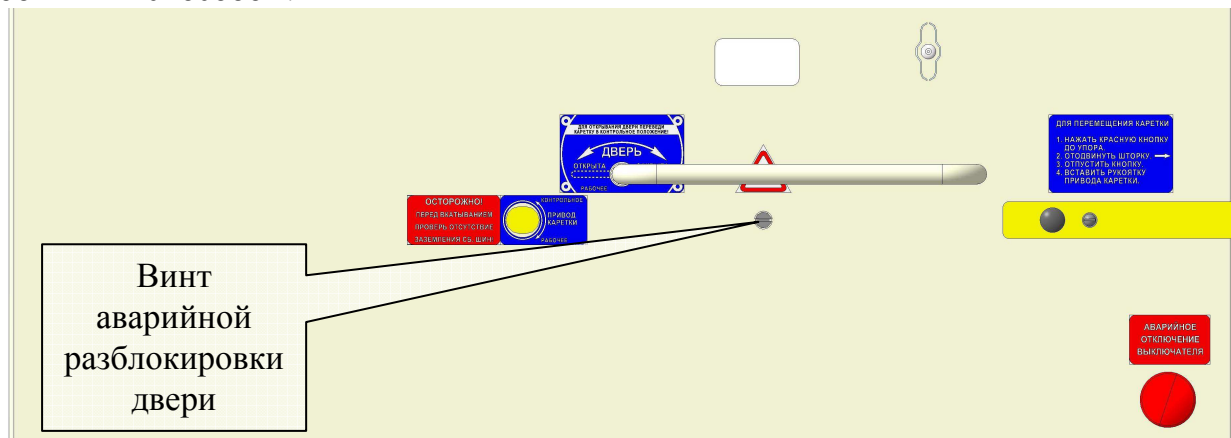 ДЛЯ ОТКРЫВАНИЯ ДВЕРИ ПЕРЕВЕДИ
КАРЕТКУ В КОНТРОЛЬНОЕ ПОЛОЖЕНИЕ!
ДВЕРЬ
ОТКРЫТА
РАБОЧЕЕ
ОСТОРОЖНО!
ПЕРЕД ВКАТЫВАНИЕМ
ПРОВЕРЬ ОТСУТСТВИЕ
ЗАЗЕМЛЕНИЯ СБ. ШИН!
КОНТРОЛЬНОЕ
ПРИВОД
КАРЕТКИ
РАБОЧЕЕ
ДЛЯ ПЕРЕМЕЩЕНИЯ КАРЕТКИ
1. НАЖАТЬ КРАСНУЮ КНОПКУ
ДО УПОРА.
2. ОТОДВИНУТЬ ШТОРКУ.
3. ОТПУСТИТЬ КНОПКУ.
4. ВСТАВИТЬ РУКОЯТКУ
ПРИВОДА КАРЕТКИ.
Винт
аварийной
разблокировки
двери
АВАРИЙНОЕ
ОТКЛЮЧЕНИЕ
ВЫКЛЮЧАТЕЛЯ